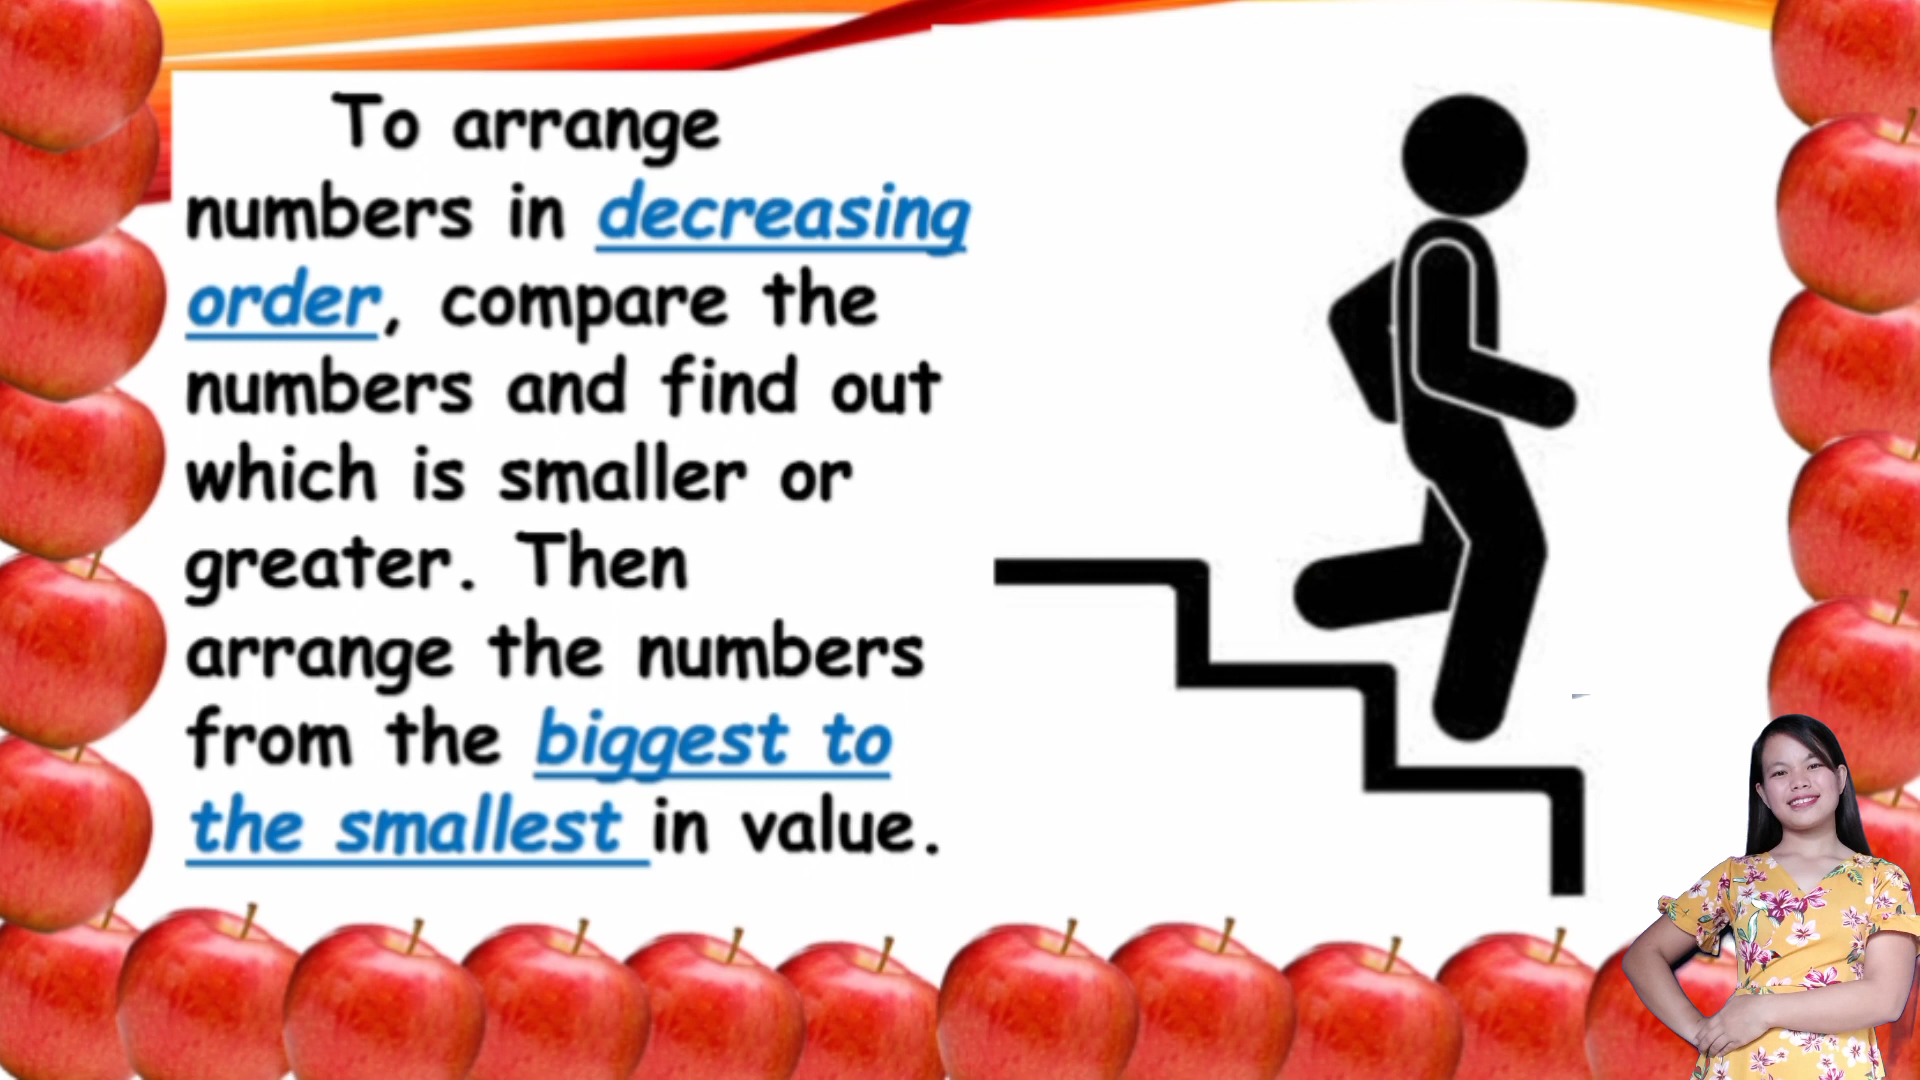 To arrange
numbers in decreasing
order, compare the
numbers and find out
which is smaller or
greater. Then
arrange the numbers
from the biggest to
the smallest in value.